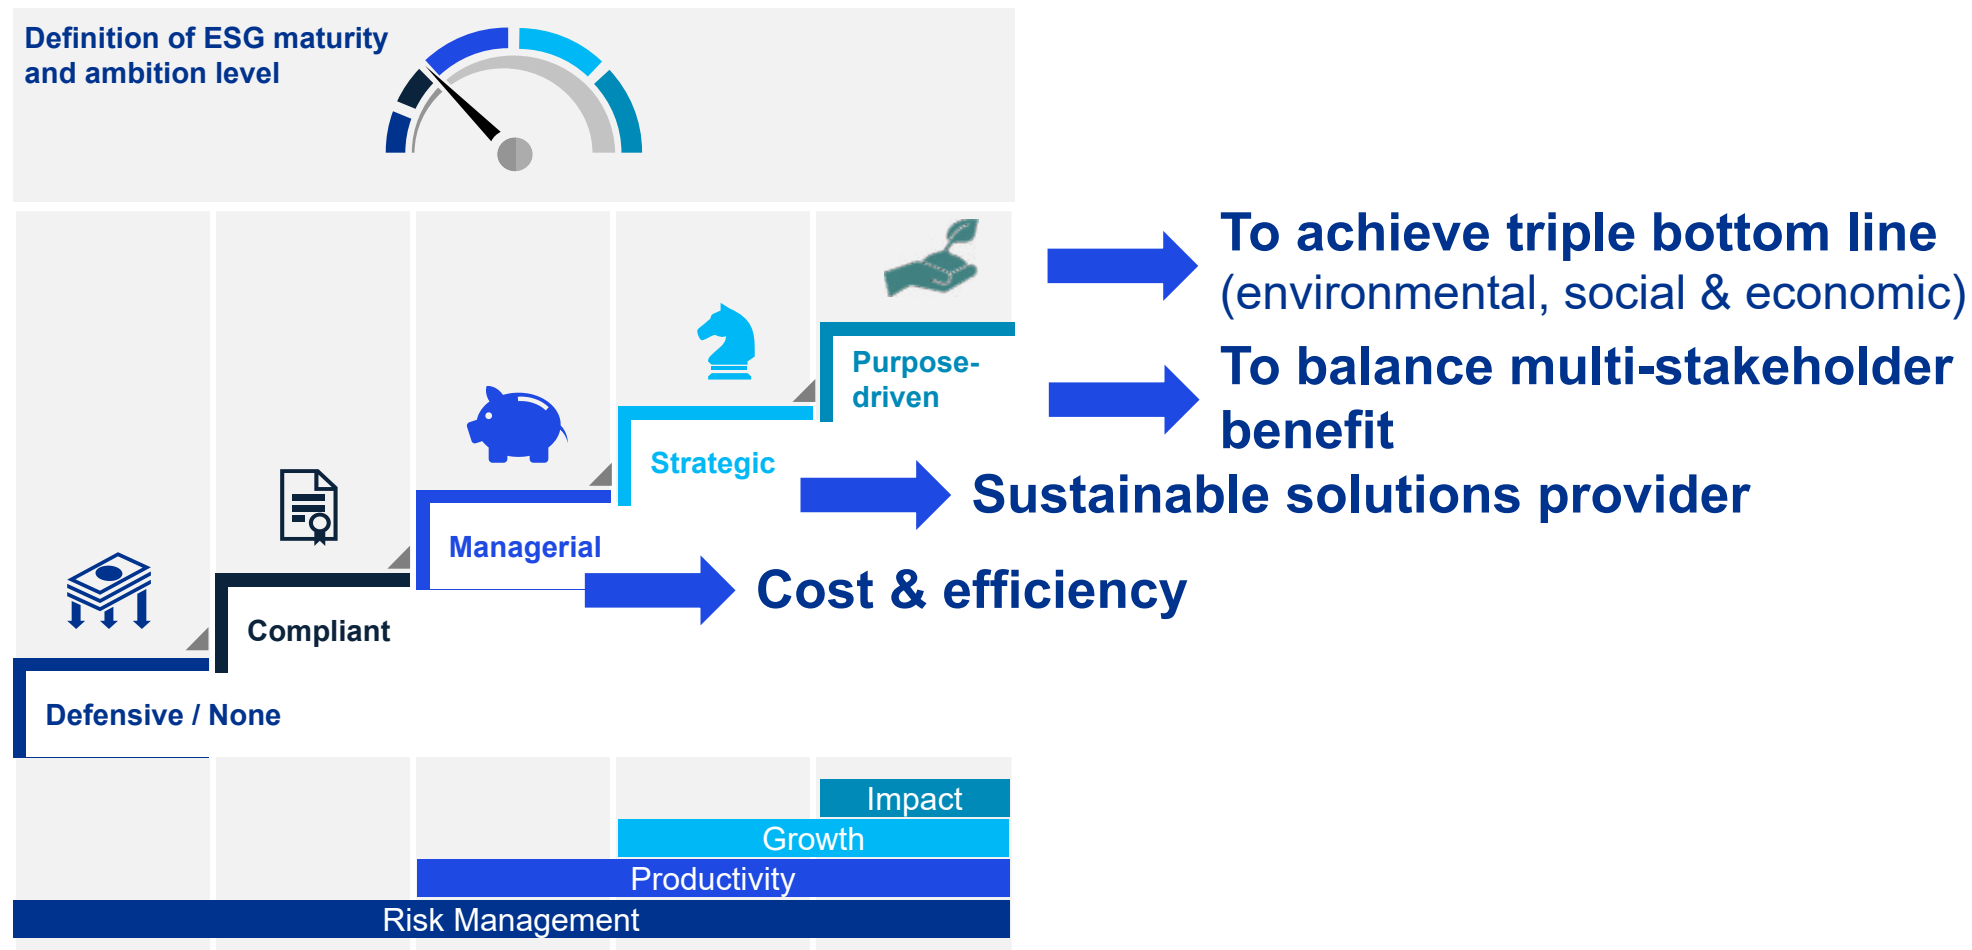 Definition of ESG maturity
and ambition level
To achieve triple bottom line
(environmental, social & economic)
Purpose-
driven
To balance multi-stakeholder
benefit
Strategic
Sustainable solutions provider
Managerial
Cost & efficiency
Compliant
Defensive / None
Impact
Growth
Productivity
Risk Management